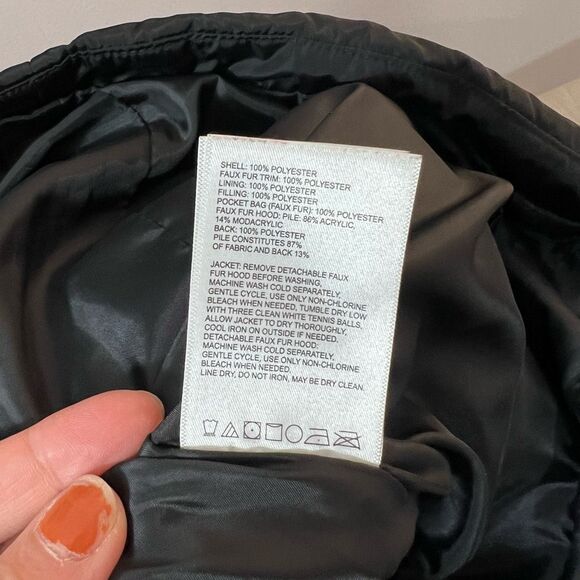 SHELL: 100% POLYESTER
FAUX FUR TRIM: 100% POLYESTER
LINING: 100% POLYESTER
FILLING: 100% POLYESTER
POCKET BAG (FAUX FUR): 100% POLYESTER
FAUX FUR HOOD: PILE: 86% ACRYLIC,
14% MODACRYLIC
BACK: 100% POLYESTER
PILE CONSTITUTES 87%
OF FABRIC AND BACK 13%
JACKET: REMOVE DETACHABLE FAUX
FUR HOOD BEFORE WASHING,
MACHINE WASH COLD SEPARATELY,
GENTLE CYCLE, USE ONLY NON-CHLORINE
BLEACH WHEN NEEDED, TUMBLE DRY LOW
WITH THREE CLEAN WHITE TENNIS BALLS,
ALLOW JACKET TO DRY THOROUGHLY,
COOL IRON ON OUTSIDE IF NEEDED.
DETACHABLE FAUX FUR HOOD:
MACHINE WASH COLD SEPARATELY,
GENTLE CYCLE, USE ONLY NON-CHLORINE
BLEACH WHEN NEEDED.
LINE DRY, DO NOT IRON, MAY BE DRY CLEAN.